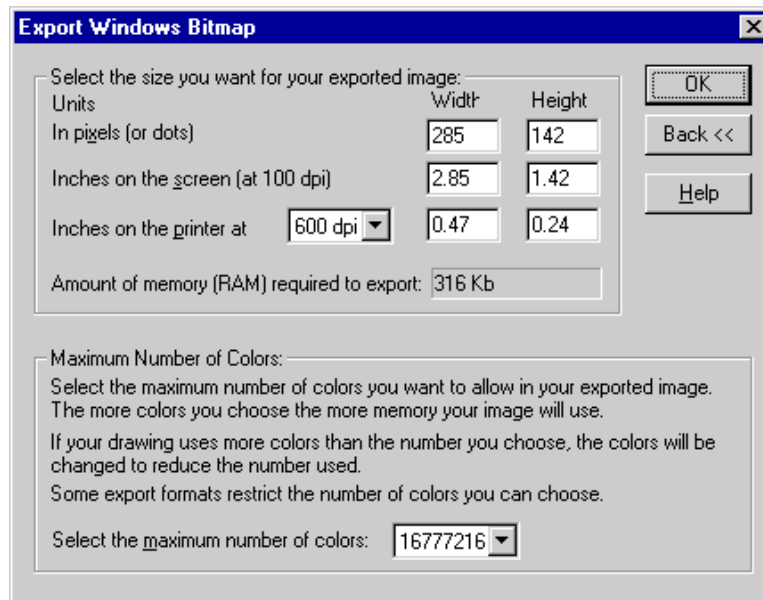 Export Windows Bitmap
Select the size you want for your exported image:
Units Width Height
In pixels (or dots) 285 142
Inches on the screen (at 100 dpi) 2.85 1.42
Inches on the printer at 600 dpi 0.47 0.24
Amount of memory (RAM) required to export: 316 Kb
OK
Back <<
Help
Maximum Number of Colors:
Select the maximum number of colors you want to allow in your exported image.
The more colors you choose the more memory your image will use.
If your drawing uses more colors than the number you choose, the colors will be
changed to reduce the number used.
Some export formats restrict the number of colors you can choose.
Select the maximum number of colors: 16777216